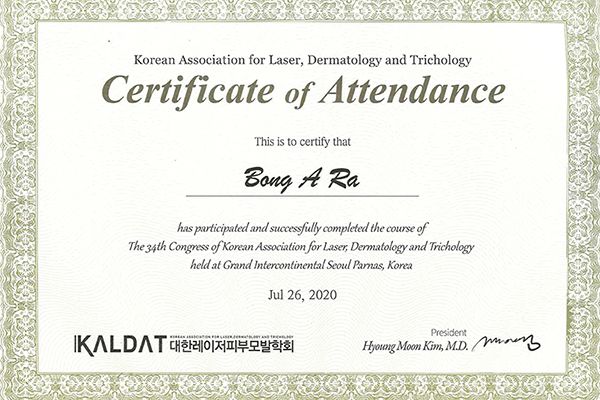 Korean Association for Laser, Dermatology and Trichology
Certificate of Attendance
This is to certify that
Bong A Ra
has participated and successfully completed the course of
The 34th Congress of Korean Association for Laser, Dermatology and Trichology
held at Grand Intercontinental Seoul Parnas, Korea
Jul 26, 2020
KALDAT
KOREAN ASSOCIATION FOR LASER, DERMATOLOGY AND TRICHOLOGY
대한레이저피부모발학회
President
Hyoung Moon Kim, M.D.